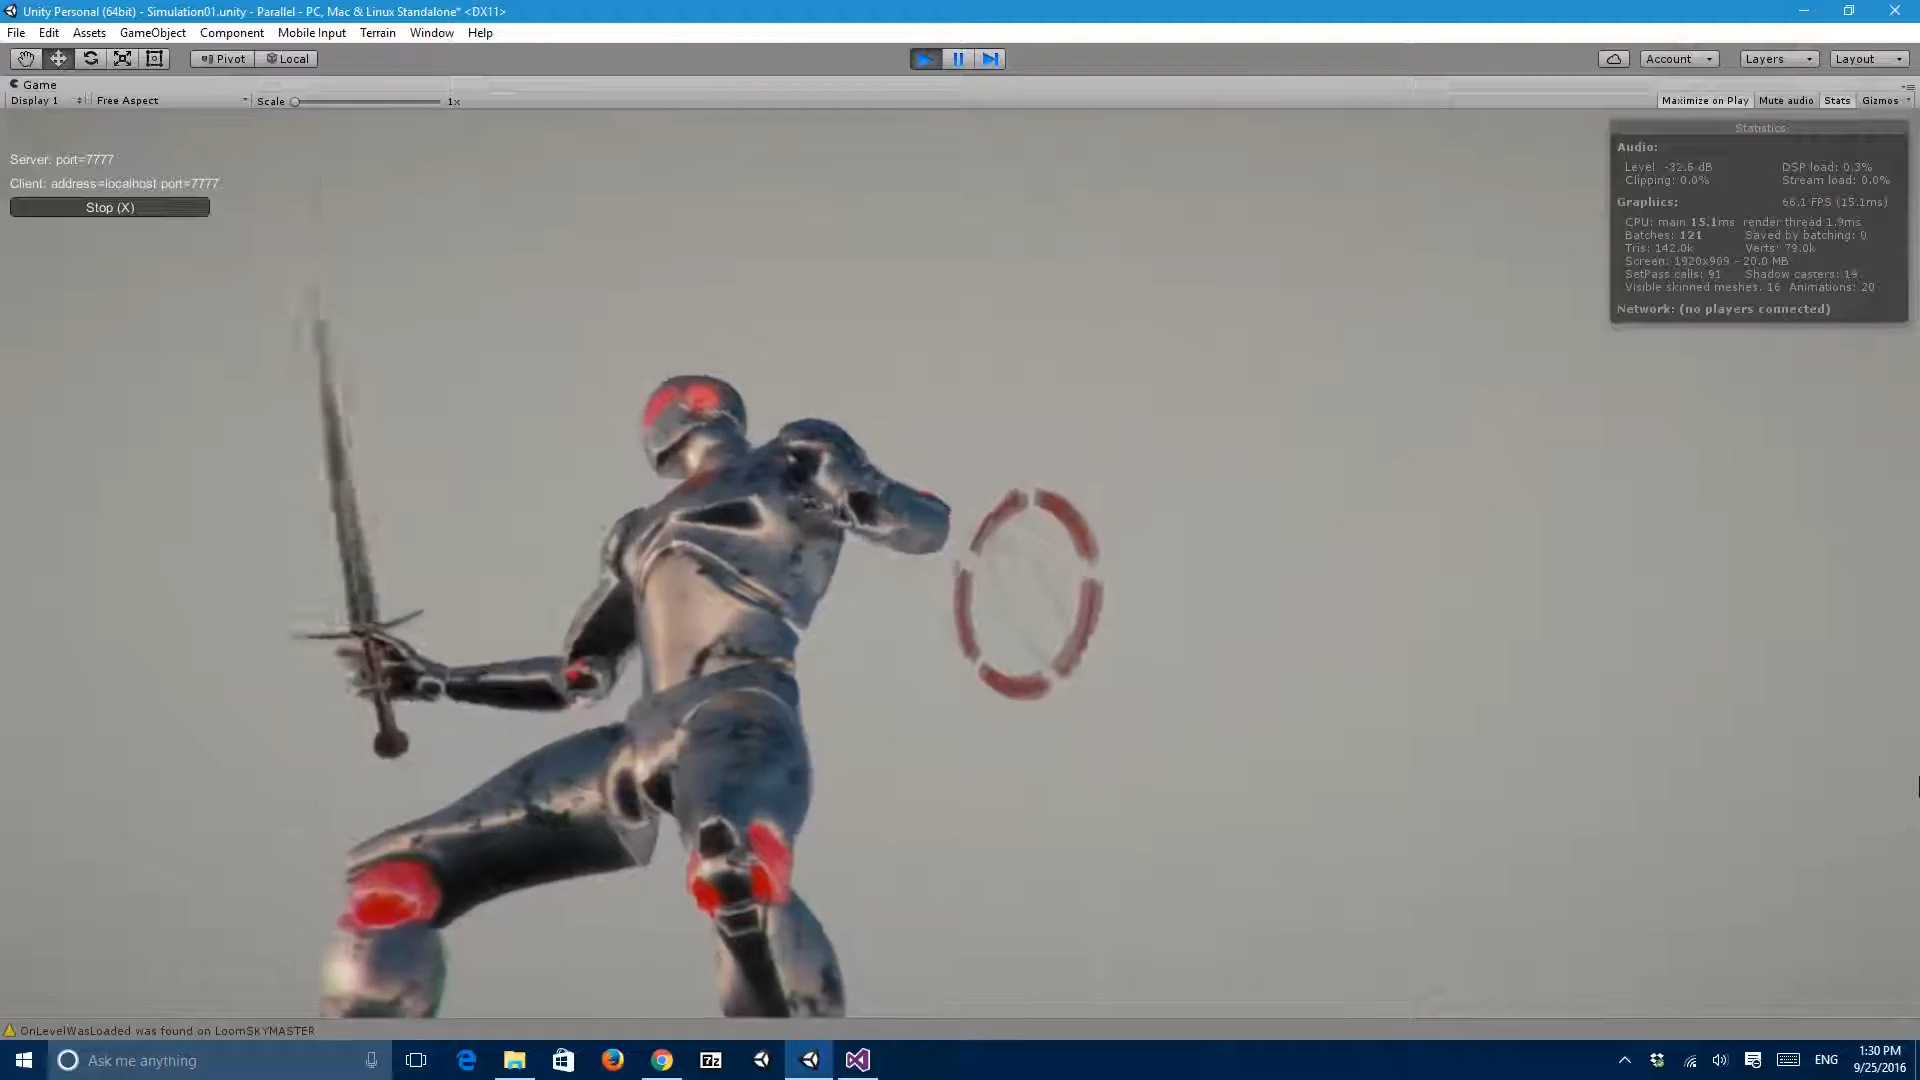 Unity Personal (64bit) - Simulation01.unity - Parallel - PC, Mac & Linux Standalone* <DX11>
File Edit Assets GameObject Component Mobile Input Terrain Window Help
Pivot Local Account Layers Layout
Game
Display 1 Free Aspect Scale 1x Maximize on Play Mute audio Stats Gizmos
Statistics
Audio:
Level -32.6 dB DSP load: 0.3%
Clipping: 0.0% Stream load: 0.0%
Graphics: 66.1 FPS (15.1ms)
CPU: main 15.1ms render thread 1.9ms
Batches: 121 Saved by batching: 0
Tris: 142.0k Verts: 79.0k
Screen: 1920x909 - 20.0 MB
SetPass calls: 91 Shadow casters: 19
Visible skinned meshes: 16 Animations: 20
Network: (no players connected)
Server: port=7777
Client: address=localhost port=7777
Stop (X)
OnLevelWasLoaded was found on LoomSKYMASTER
Ask me anything
7z
ENG
1:30 PM
9/25/2016